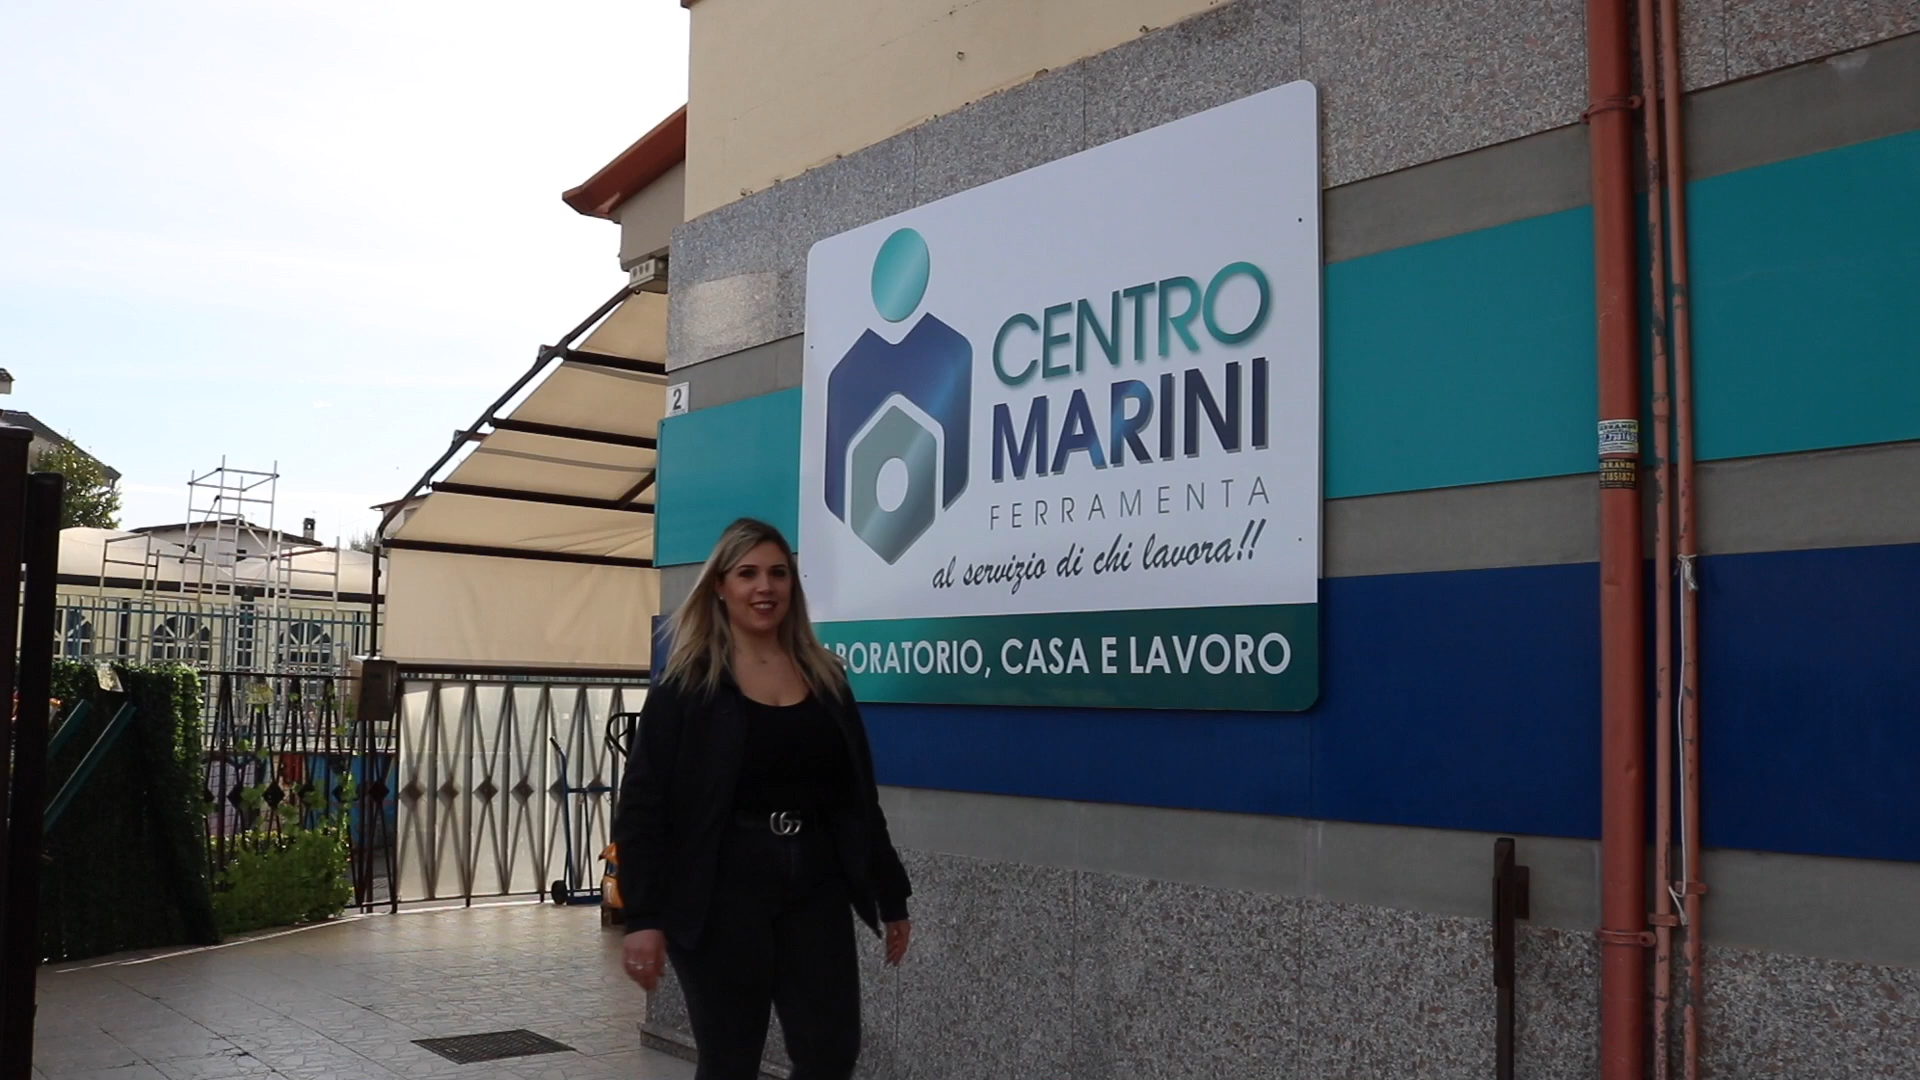 2
CENTRO
MARINI
FERRAMENTA
al servizio di chi lavora!!
ABORATORIO, CASA E LAVORO